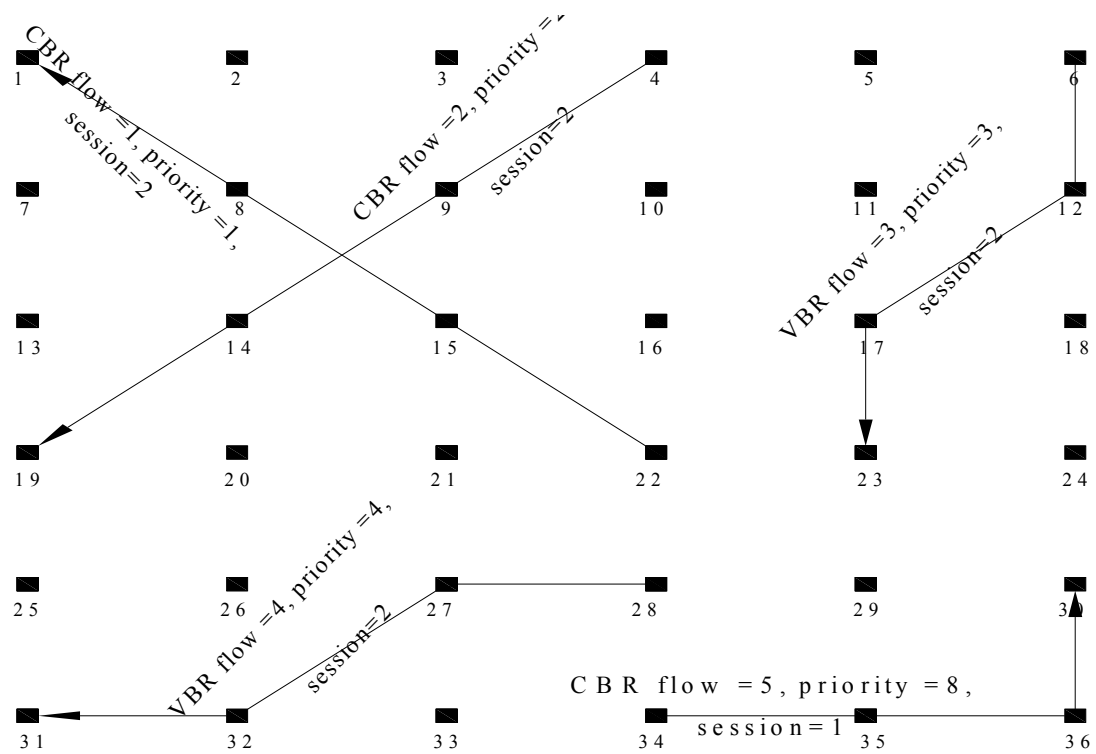 CBR flow =1, priority =1,
session=2
CBR flow =2, priority =
session=2
1 2 3 4 5 6
VBR flow =3, priority =3,
session=2
7 8 9 10 11 12
13 14 15 16 17 18
19 20 21 22 23 24
VBR flow =4, priority =4,
session=2
25 26 27 28 29 30
CBR flow =5, priority =8,
session=1
31 32 33 34 35 36